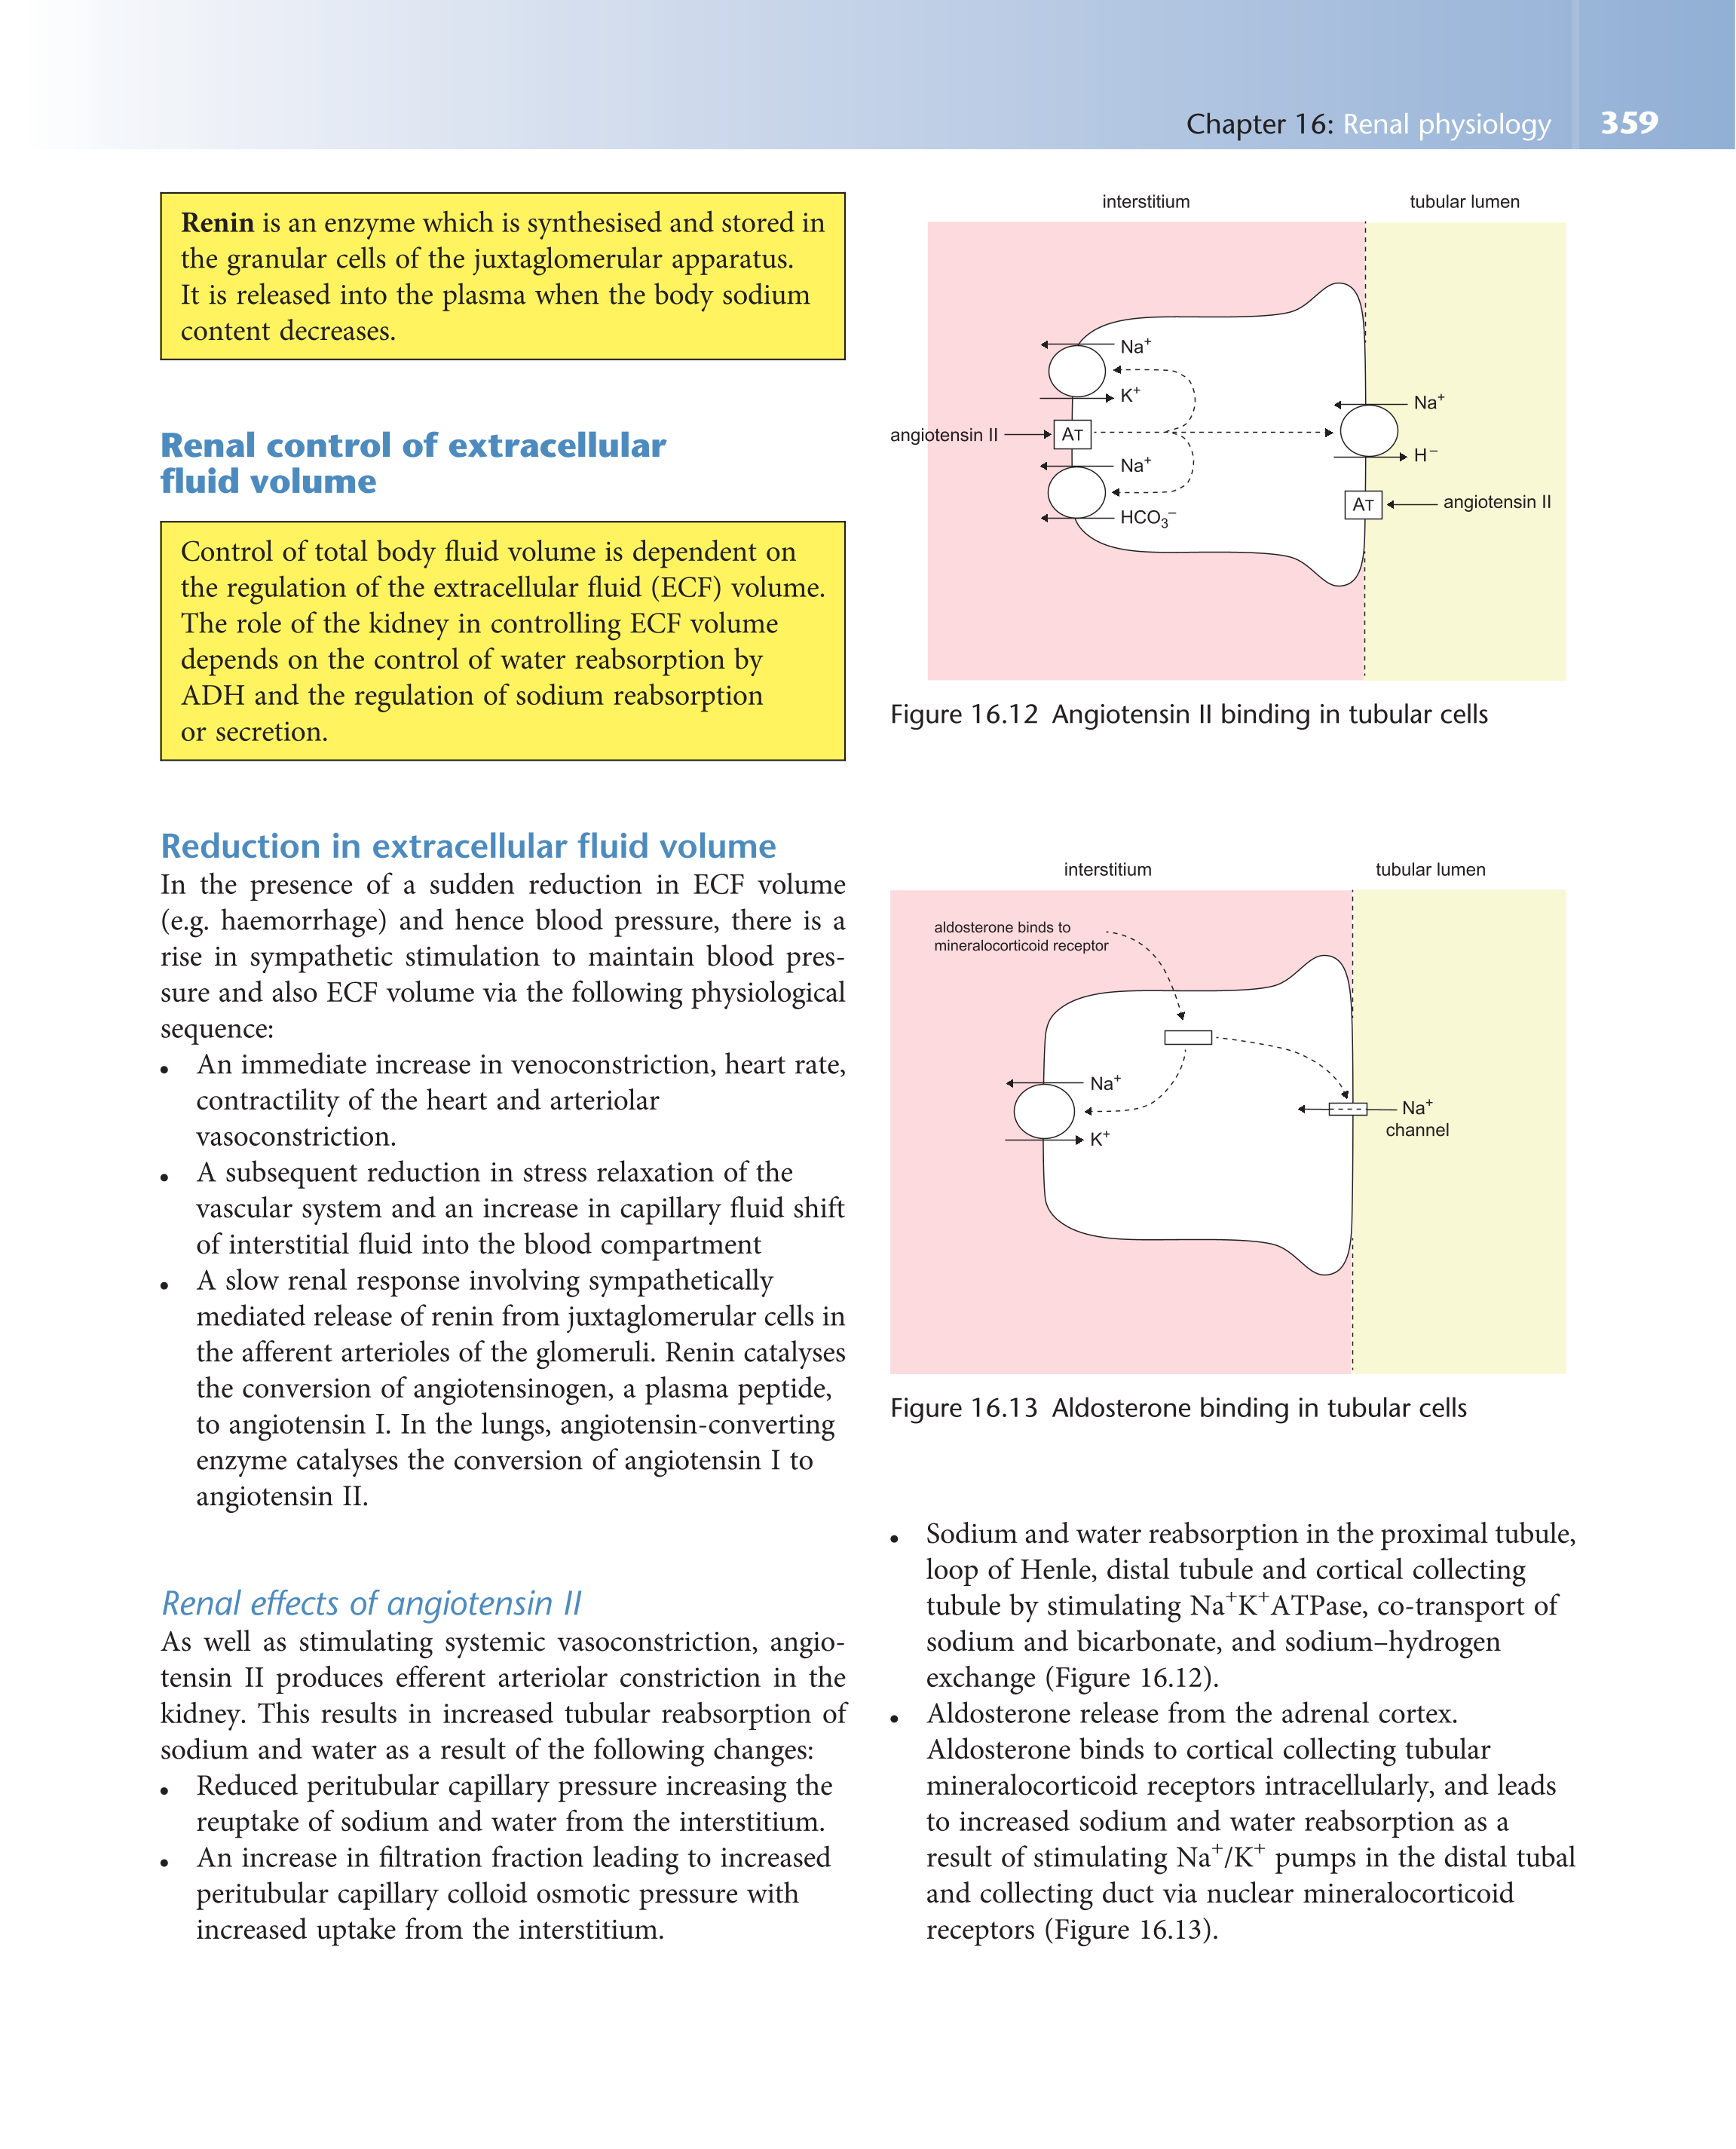 Chapter 16: Renal physiology 359
Renin is an enzyme which is synthesised and stored in
the granular cells of the juxtaglomerular apparatus.
It is released into the plasma when the body sodium
content decreases.
Renal control of extracellular
fluid volume
Control of total body fluid volume is dependent on
the regulation of the extracellular fluid (ECF) volume.
The role of the kidney in controlling ECF volume
depends on the control of water reabsorption by
ADH and the regulation of sodium reabsorption
or secretion.
Reduction in extracellular fluid volume
In the presence of a sudden reduction in ECF volume
(e.g. haemorrhage) and hence blood pressure, there is a
rise in sympathetic stimulation to maintain blood pres-
sure and also ECF volume via the following physiological
sequence:
• An immediate increase in venoconstriction, heart rate,
contractility of the heart and arteriolar
vasoconstriction.
• A subsequent reduction in stress relaxation of the
vascular system and an increase in capillary fluid shift
of interstitial fluid into the blood compartment
• A slow renal response involving sympathetically
mediated release of renin from juxtaglomerular cells in
the afferent arterioles of the glomeruli. Renin catalyses
the conversion of angiotensinogen, a plasma peptide,
to angiotensin I. In the lungs, angiotensin-converting
enzyme catalyses the conversion of angiotensin I to
angiotensin II.
Renal effects of angiotensin II
As well as stimulating systemic vasoconstriction, angio-
tensin II produces efferent arteriolar constriction in the
kidney. This results in increased tubular reabsorption of
sodium and water as a result of the following changes:
• Reduced peritubular capillary pressure increasing the
reuptake of sodium and water from the interstitium.
• An increase in filtration fraction leading to increased
peritubular capillary colloid osmotic pressure with
increased uptake from the interstitium.
interstitium tubular lumen
Na⁺
K⁺
Na⁺
angiotensin II AT
H⁻
Na⁺
AT angiotensin II
HCO₃⁻
Figure 16.12 Angiotensin II binding in tubular cells
interstitium tubular lumen
aldosterone binds to
mineralocorticoid receptor
Na⁺
Na⁺
channel
K⁺
Figure 16.13 Aldosterone binding in tubular cells
• Sodium and water reabsorption in the proximal tubule,
loop of Henle, distal tubule and cortical collecting
tubule by stimulating Na⁺K⁺ATPase, co-transport of
sodium and bicarbonate, and sodium–hydrogen
exchange (Figure 16.12).
• Aldosterone release from the adrenal cortex.
Aldosterone binds to cortical collecting tubular
mineralocorticoid receptors intracellularly, and leads
to increased sodium and water reabsorption as a
result of stimulating Na⁺/K⁺ pumps in the distal tubal
and collecting duct via nuclear mineralocorticoid
receptors (Figure 16.13).